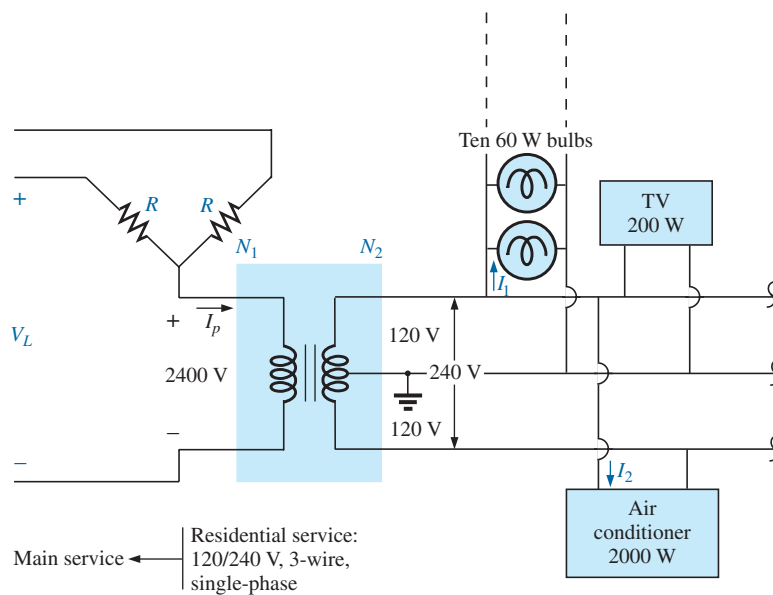 Ten 60 W bulbs
+
R
R
TV
200 W
N1
N2
I1
+
Ip
VL
2400 V
120 V
240 V
120 V
–
–
I2
Main service
Residential service:
120/240 V, 3-wire,
single-phase
Air
conditioner
2000 W